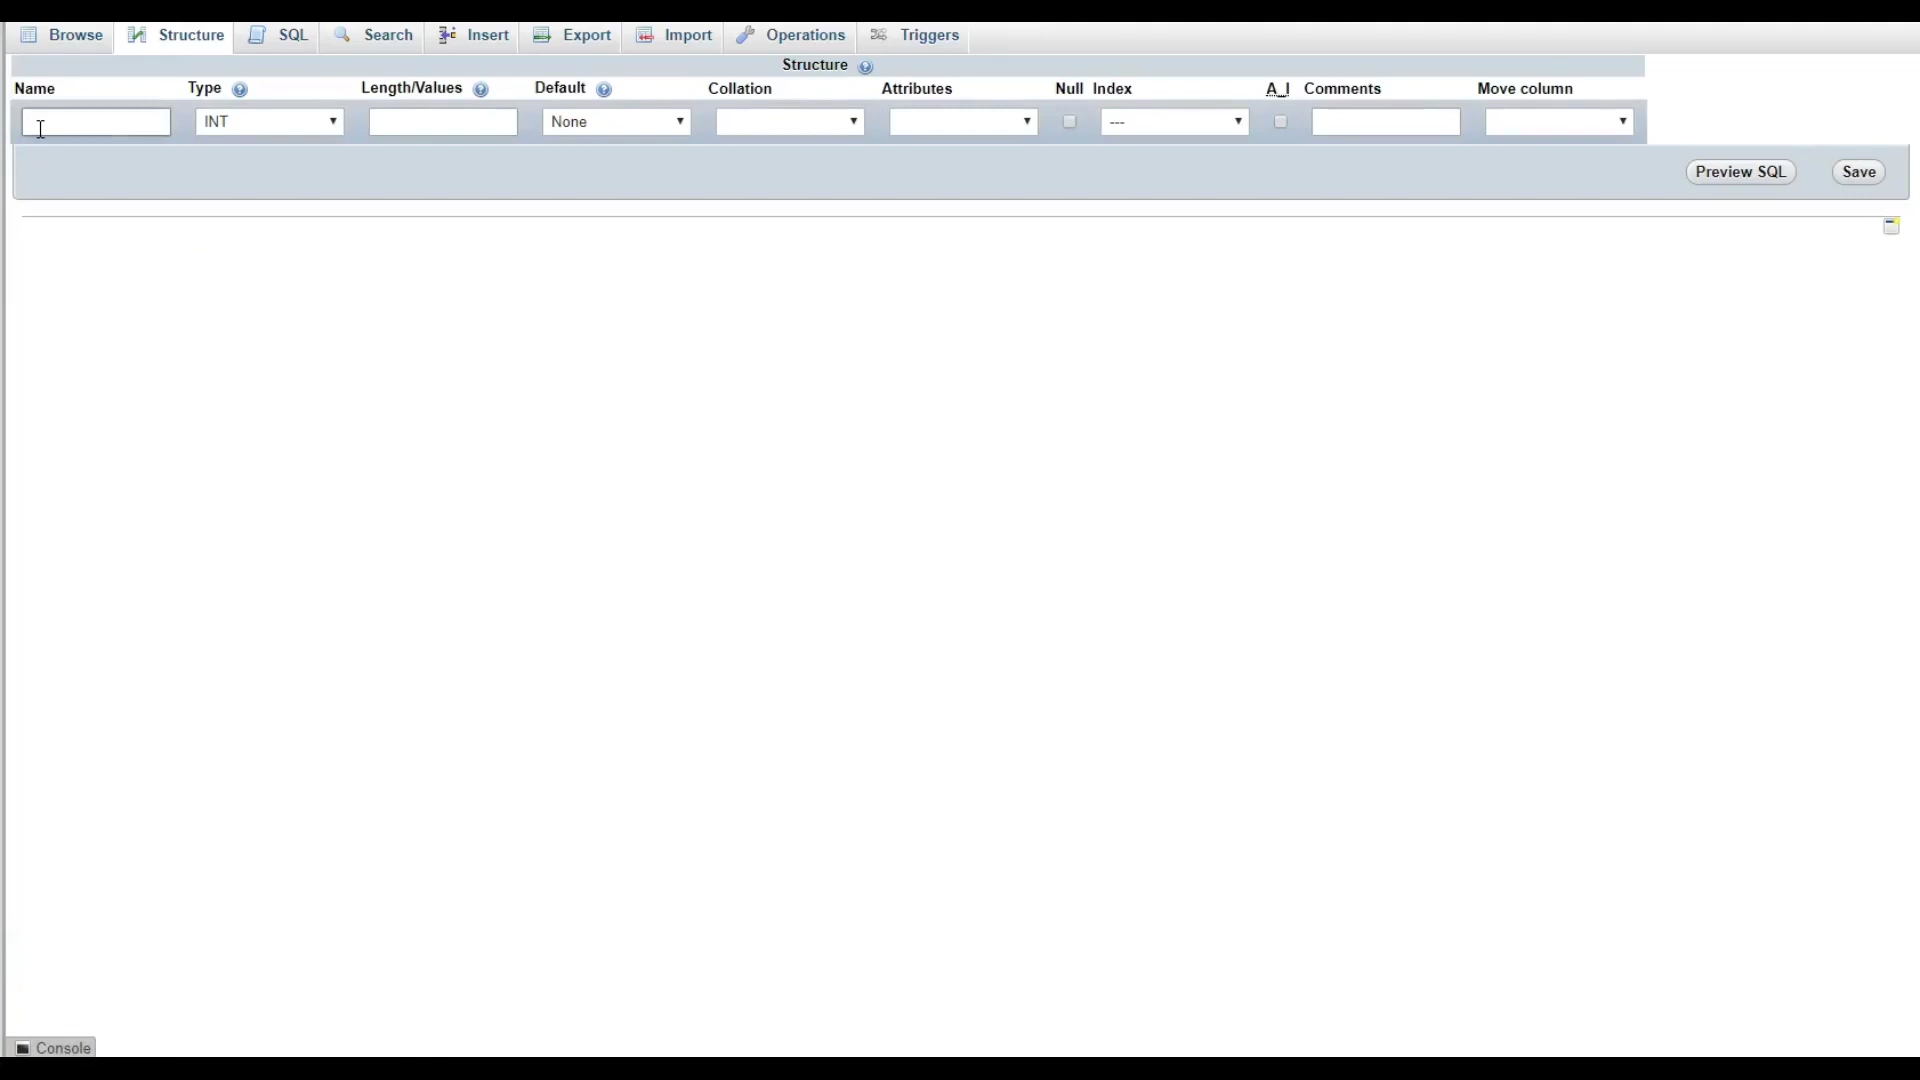 Browse Structure SQL Search Insert Export Import Operations Triggers
Structure
Name Type Length/Values Default Collation Attributes Null Index A_I Comments Move column
INT None ---
Preview SQL Save
Console